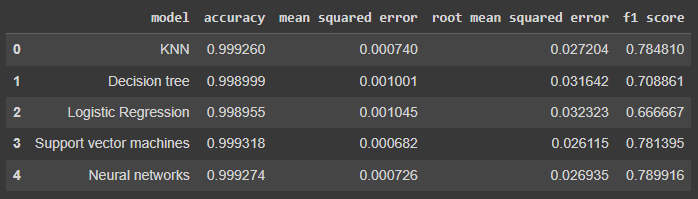 model accuracy mean squared error root mean squared error f1 score
0 KNN 0.999260 0.000740 0.027204 0.784810
1 Decision tree 0.998999 0.001001 0.031642 0.708861
2 Logistic Regression 0.998955 0.001045 0.032323 0.666667
3 Support vector machines 0.999318 0.000682 0.026115 0.781395
4 Neural networks 0.999274 0.000726 0.026935 0.789916